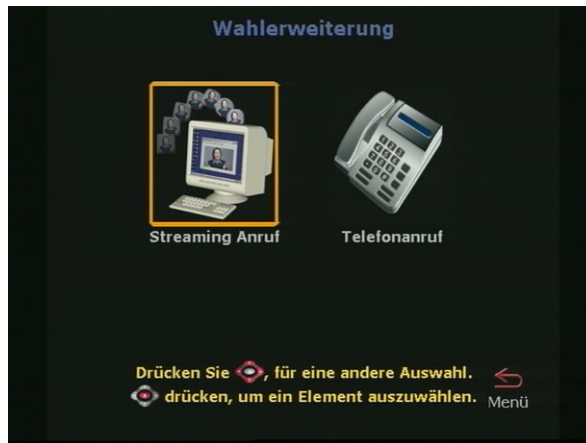 Wahlerweiterung
Streaming Anruf
Telefonanruf
Drücken Sie , für eine andere Auswahl.
drücken, um ein Element auszuwählen.
Menü